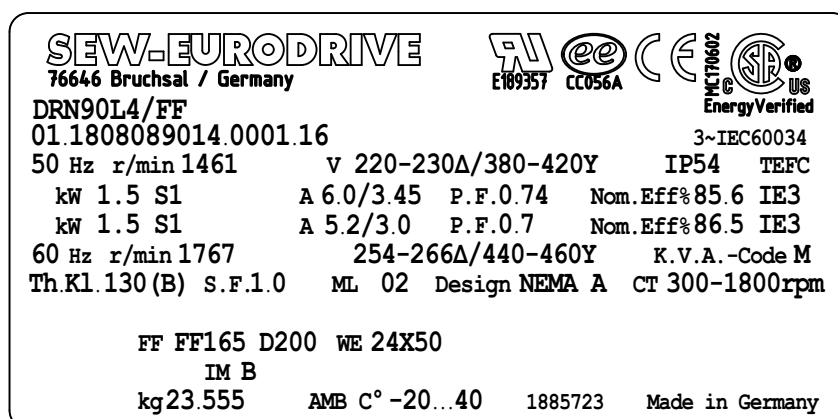 SEW-EURODRIVE
76646 Bruchsal / Germany
E189357 CC056A
MC170602
C US
EnergyVerified
DRN90L4/FF
01.1808089014.0001.16 3~IEC60034
50 Hz r/min 1461 V 220-230Δ/380-420Y IP54 TEFC
kW 1.5 S1 A 6.0/3.45 P.F.0.74 Nom.Eff%85.6 IE3
kW 1.5 S1 A 5.2/3.0 P.F.0.7 Nom.Eff%86.5 IE3
60 Hz r/min 1767 254-266Δ/440-460Y K.V.A.-Code M
Th.Kl.130(B) S.F.1.0 ML 02 Design NEMA A CT 300-1800rpm
FF FF165 D200 WE 24X50
IM B
kg 23.555 AMB C° -20...40 1885723 Made in Germany